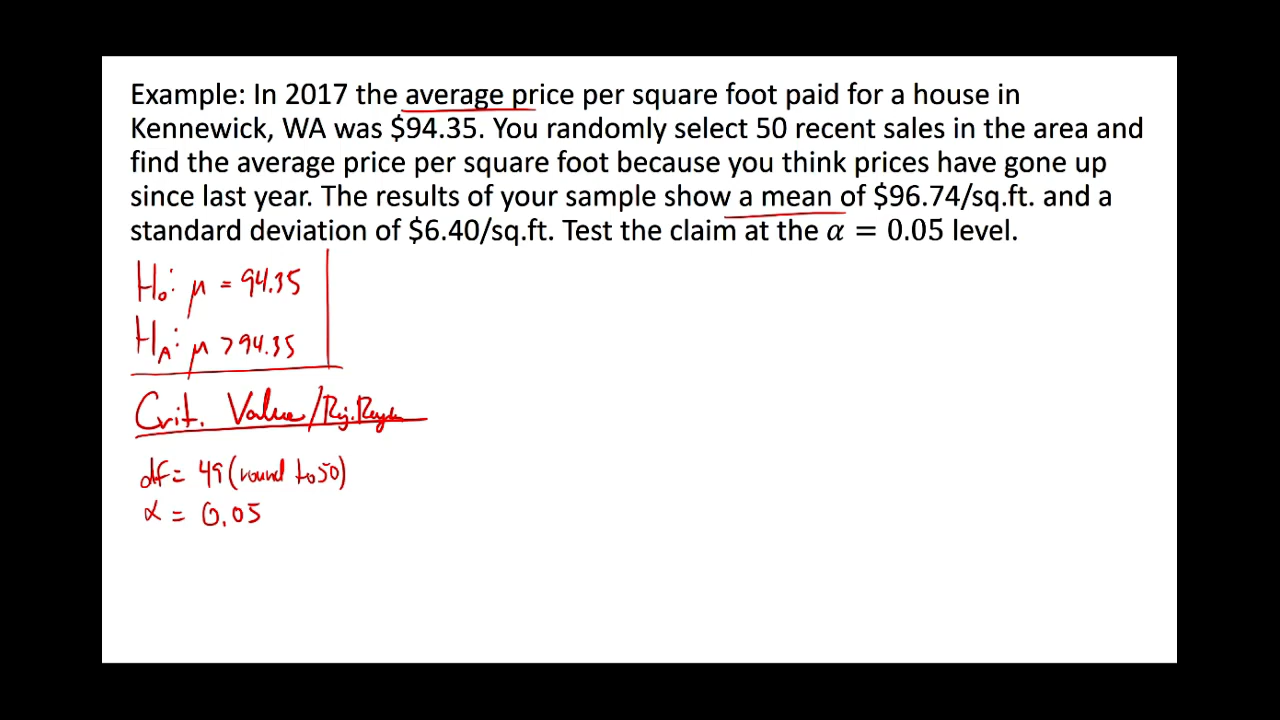 Example: In 2017 the average price per square foot paid for a house in
Kennewick, WA was $94.35. You randomly select 50 recent sales in the area and
find the average price per square foot because you think prices have gone up
since last year. The results of your sample show a mean of $96.74/sq.ft. and a
standard deviation of $6.40/sq.ft. Test the claim at the α = 0.05 level.
H₀: μ = 94.35
H_A: μ > 94.35
Crit. Value/Rej. Region
df = 49 (round to 50)
α = 0.05